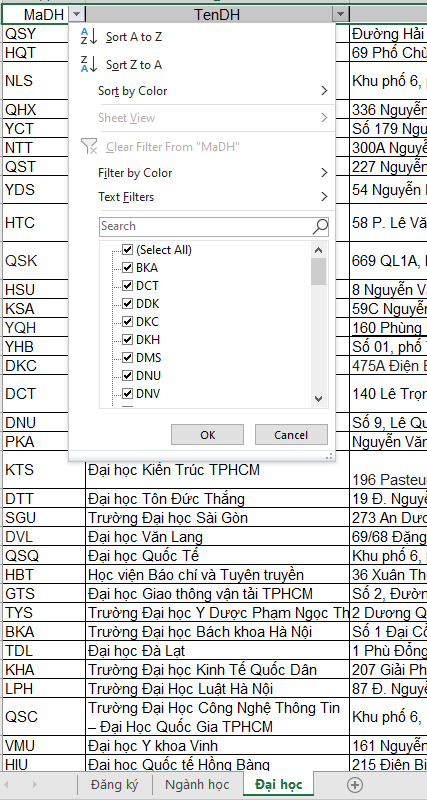 MaDH TenDH
QSY Đường Hải
HQT 69 Phố Chù
NLS Khu phố 6,
QHX 336 Nguyễn
YCT Số 179 Ngu
NTT 300A Nguyễn
QST 227 Nguyễn
YDS 54 Nguyễn
HTC 58 P. Lê Vă
QSK 669 QL1A,
HSU 8 Nguyễn Vă
KSA 59C Nguyễn
YQH 160 Phùng
YHB Số 01, phố
DKC 475A Điện B
DCT 140 Lê Trọn
DNU Số 9, Lê Qu
PKA Nguyễn Văn
Sort A to Z
Sort Z to A
Sort by Color
Sheet View
Clear Filter From "MaDH"
Filter by Color
Text Filters
Search
(Select All)
BKA
DCT
DDK
DKC
DKH
DMS
DNU
DNV
OK Cancel
KTS Đại học Kiến Trúc TPHCM 196 Pasteu
DTT Đại học Tôn Đức Thắng 19 Đ. Nguyễ
SGU Trường Đại học Sài Gòn 273 An Dươ
DVL Đại học Văn Lang 69/68 Đặng
QSQ Đại học Quốc Tế Khu phố 6,
HBT Học viện Báo chí và Tuyên truyền 36 Xuân Th
GTS Đại học Giao thông vận tải TPHCM Số 2, Đườn
TYS Trường Đại học Y Dược Phạm Ngọc Th 2 Dương Q
BKA Trường Đại học Bách khoa Hà Nội Số 1 Đại Cồ
TDL Đại học Đà Lạt 1 Phù Đổng
KHA Trường Đại học Kinh Tế Quốc Dân 207 Giải Ph
LPH Trường Đại Học Luật Hà Nội 87 Đ. Nguyễ
QSC Trường Đại Học Công Nghệ Thông Tin
– Đại Học Quốc Gia TPHCM Khu phố 6,
VMU Đại học Y khoa Vinh 161 Nguyễn
HIU Đại học Quốc tế Hồng Bàng 215 Điện Bi
Đăng ký Ngành học Đại học